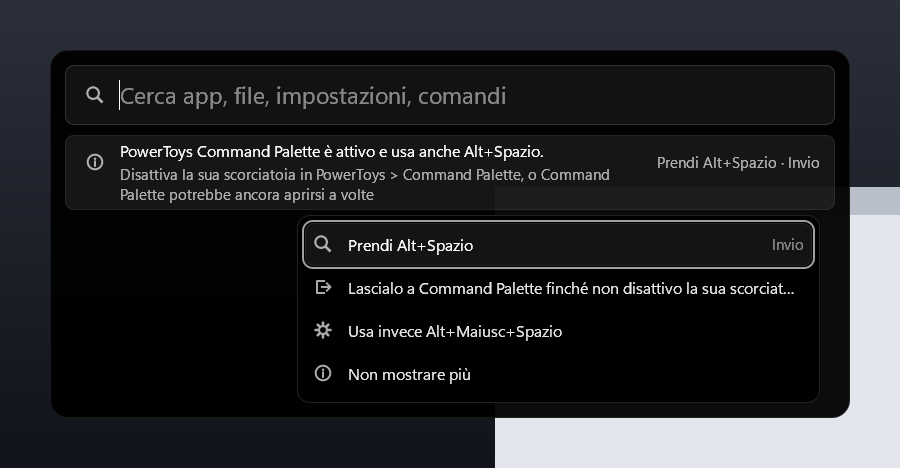 Cerca app, file, impostazioni, comandi
PowerToys Command Palette è attivo e usa anche Alt+Spazio.
Disattiva la sua scorciatoia in PowerToys > Command Palette, o Command
Palette potrebbe ancora aprirsi a volte
Prendi Alt+Spazio · Invio
Prendi Alt+Spazio Invio
Lascialo a Command Palette finché non disattivo la sua scorciat...
Usa invece Alt+Maiusc+Spazio
Non mostrare più